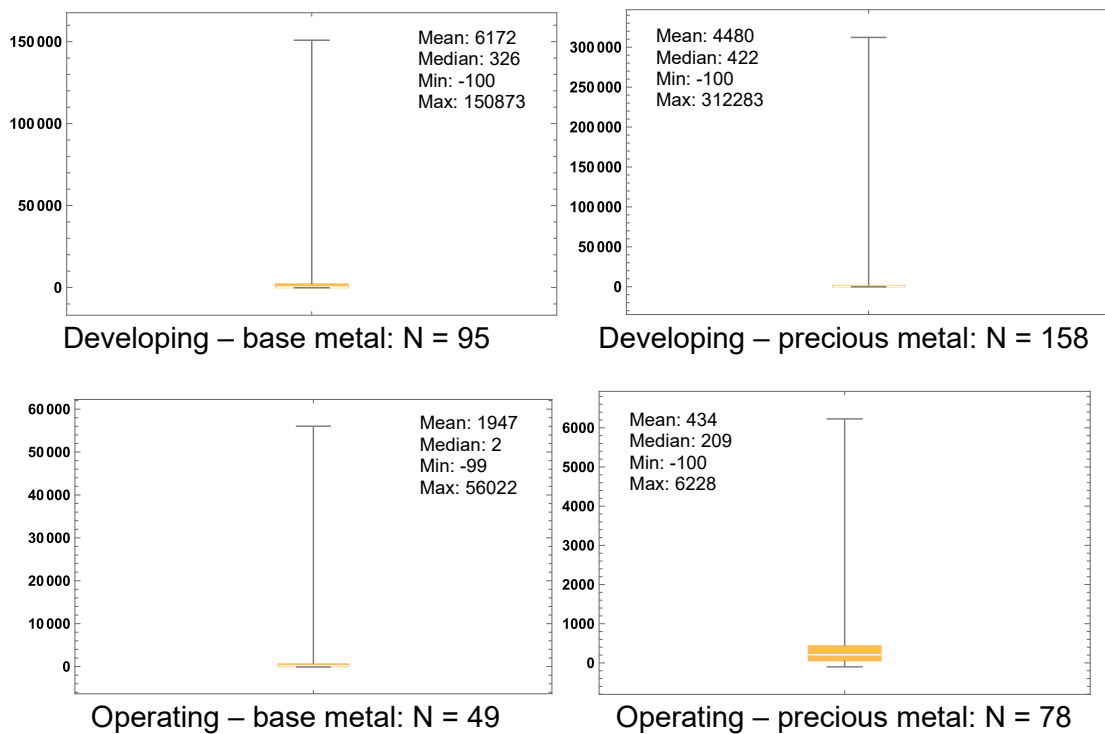 150 000
100 000
50 000
0
Mean: 6172
Median: 326
Min: -100
Max: 150873
Developing – base metal: N = 95
300 000
250 000
200 000
150 000
100 000
50 000
0
Mean: 4480
Median: 422
Min: -100
Max: 312283
Developing – precious metal: N = 158
60 000
50 000
40 000
30 000
20 000
10 000
0
Mean: 1947
Median: 2
Min: -99
Max: 56022
Operating – base metal: N = 49
6000
5000
4000
3000
2000
1000
0
Mean: 434
Median: 209
Min: -100
Max: 6228
Operating – precious metal: N = 78